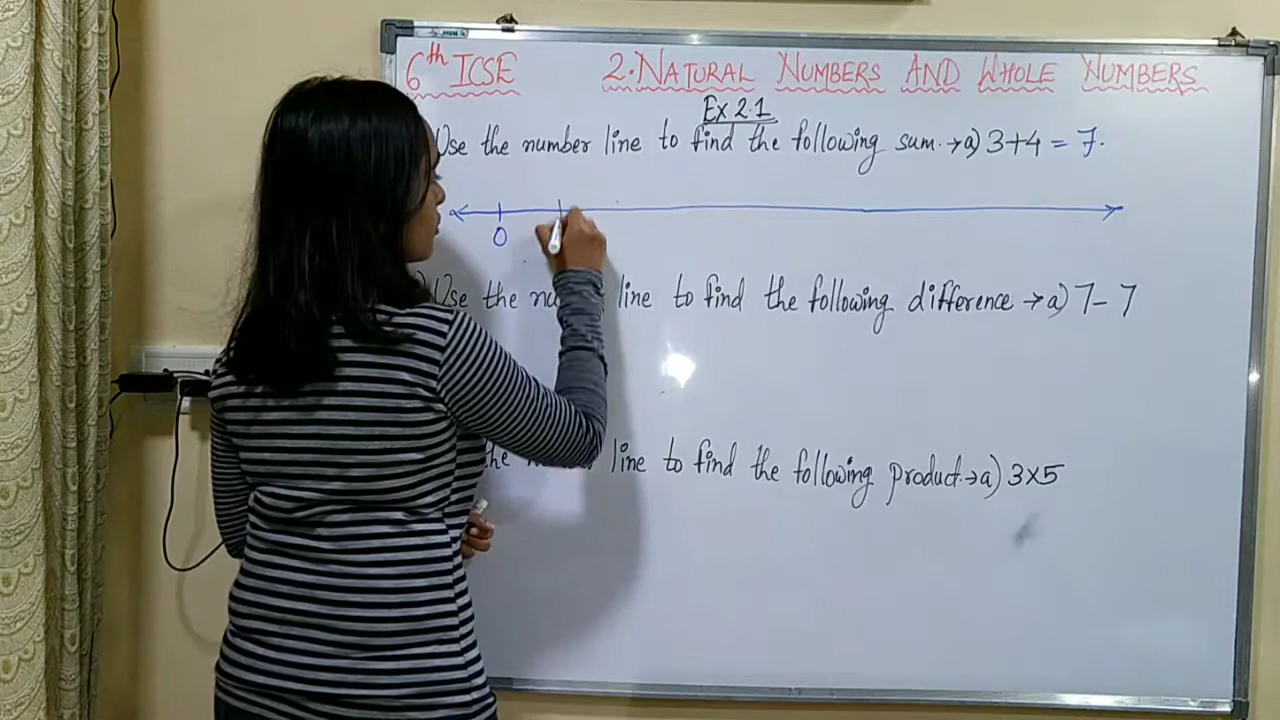 6th ICSE 2. NATURAL NUMBERS AND WHOLE NUMBERS
Ex 2.1
Use the number line to find the following sum. → a) 3+4 = 7.
0
Use the line to find the following difference → a) 7- 7
the line to find the following product → a) 3×5